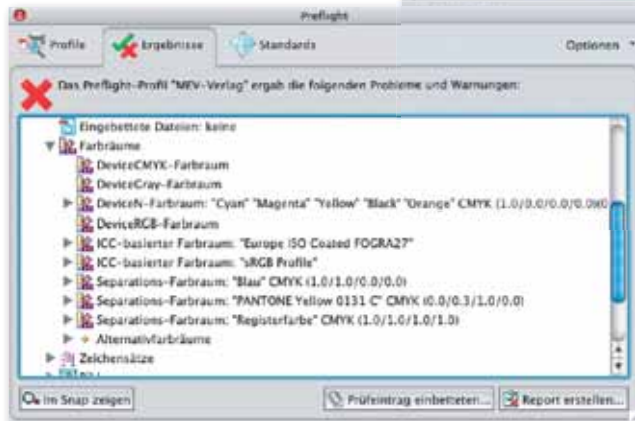 Preflight
Profile
Ergebnisse
Standards
Optionen
Das Preflight-Profil "MEV-Verlag" ergab die folgenden Probleme und Warnungen:
Eingebettete Dateien: keine
Farbräume
DeviceCMYK-Farbraum
DeviceGray-Farbraum
DeviceN-Farbraum: "Cyan" "Magenta" "Yellow" "Black" "Orange" CMYK (1.0/0.0/0.0/0.0)(0
DeviceRGB-Farbraum
ICC-basierter Farbraum: "Europe ISO Coated FOGRA27"
ICC-basierter Farbraum: "sRGB Profile"
Separations-Farbraum: "Blau" CMYK (1.0/1.0/0.0/0.0)
Separations-Farbraum: "PANTONE Yellow 0131 C" CMYK (0.0/0.3/1.0/0.0)
Separations-Farbraum: "Registerfarbe" CMYK (1.0/1.0/1.0/1.0)
Alternativfarbräume
Zeichensätze
Im Snap zeigen
Prüfeintrag einbetten...
Report erstellen...